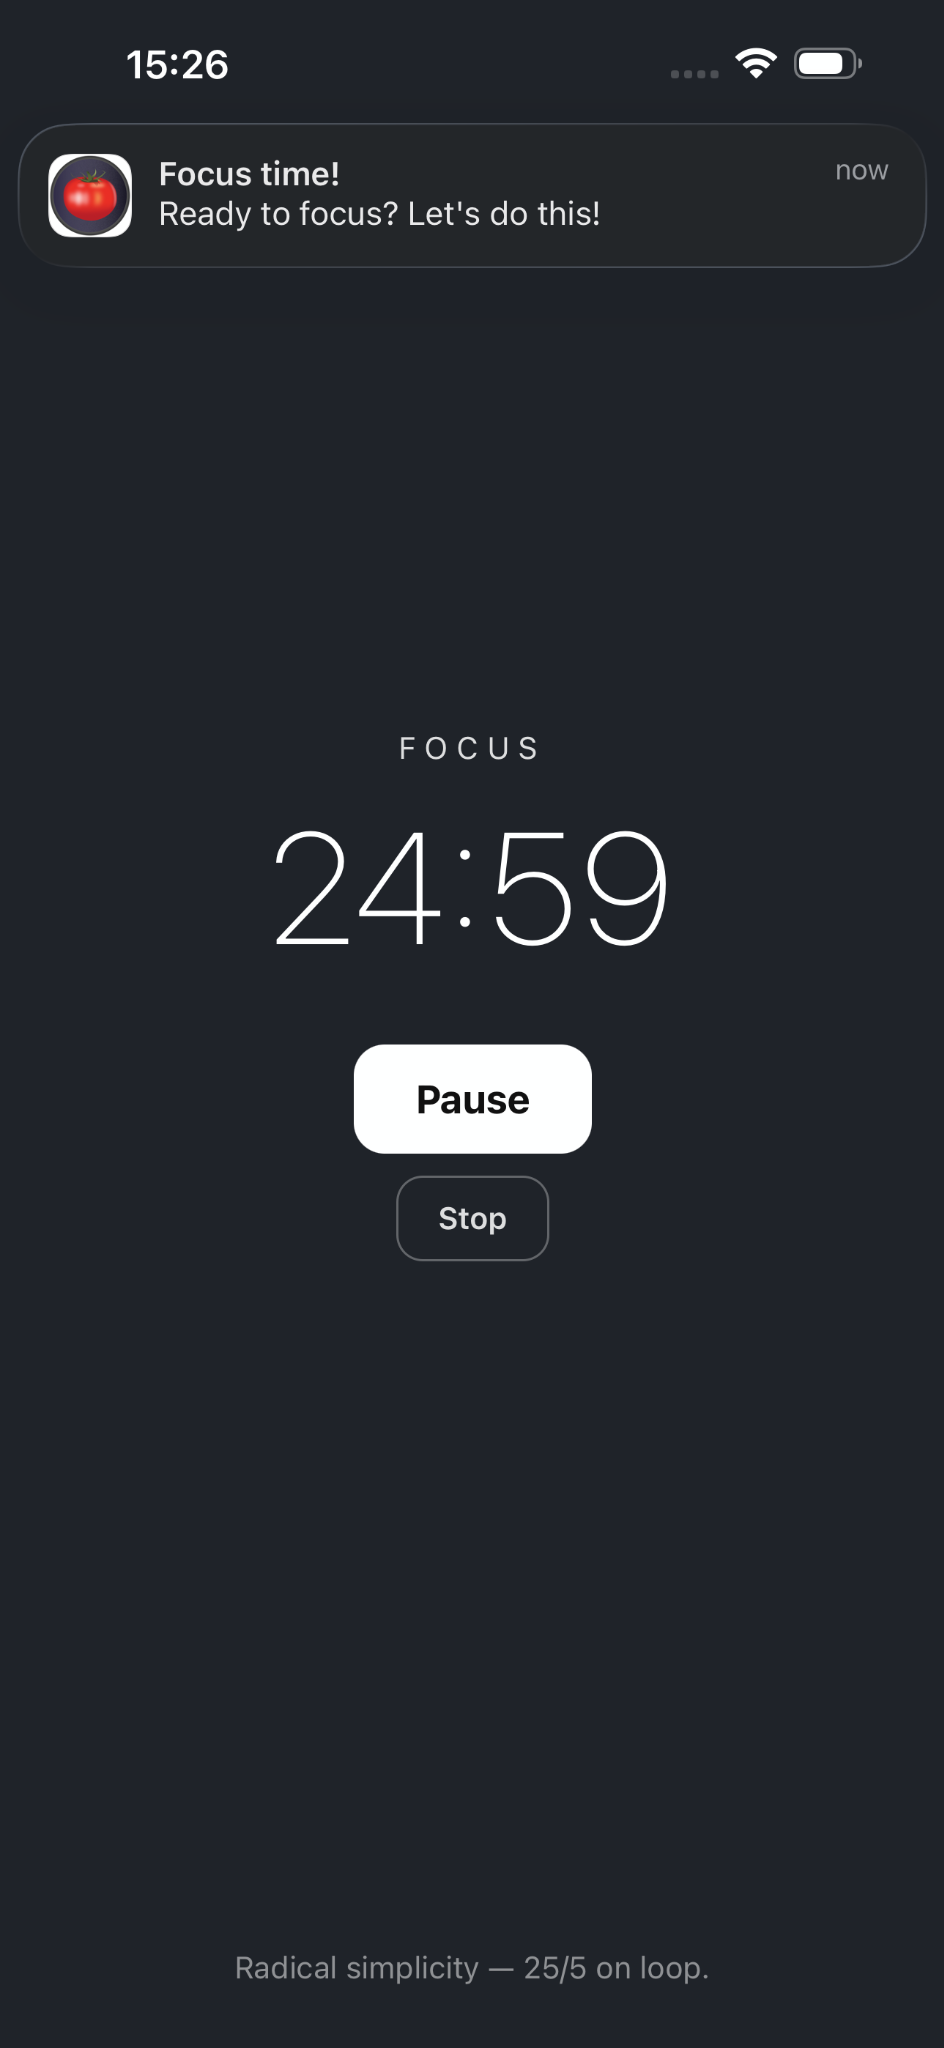 15:26
Focus time!
now
Ready to focus? Let's do this!
FOCUS
24:59
Pause
Stop
Radical simplicity — 25/5 on loop.